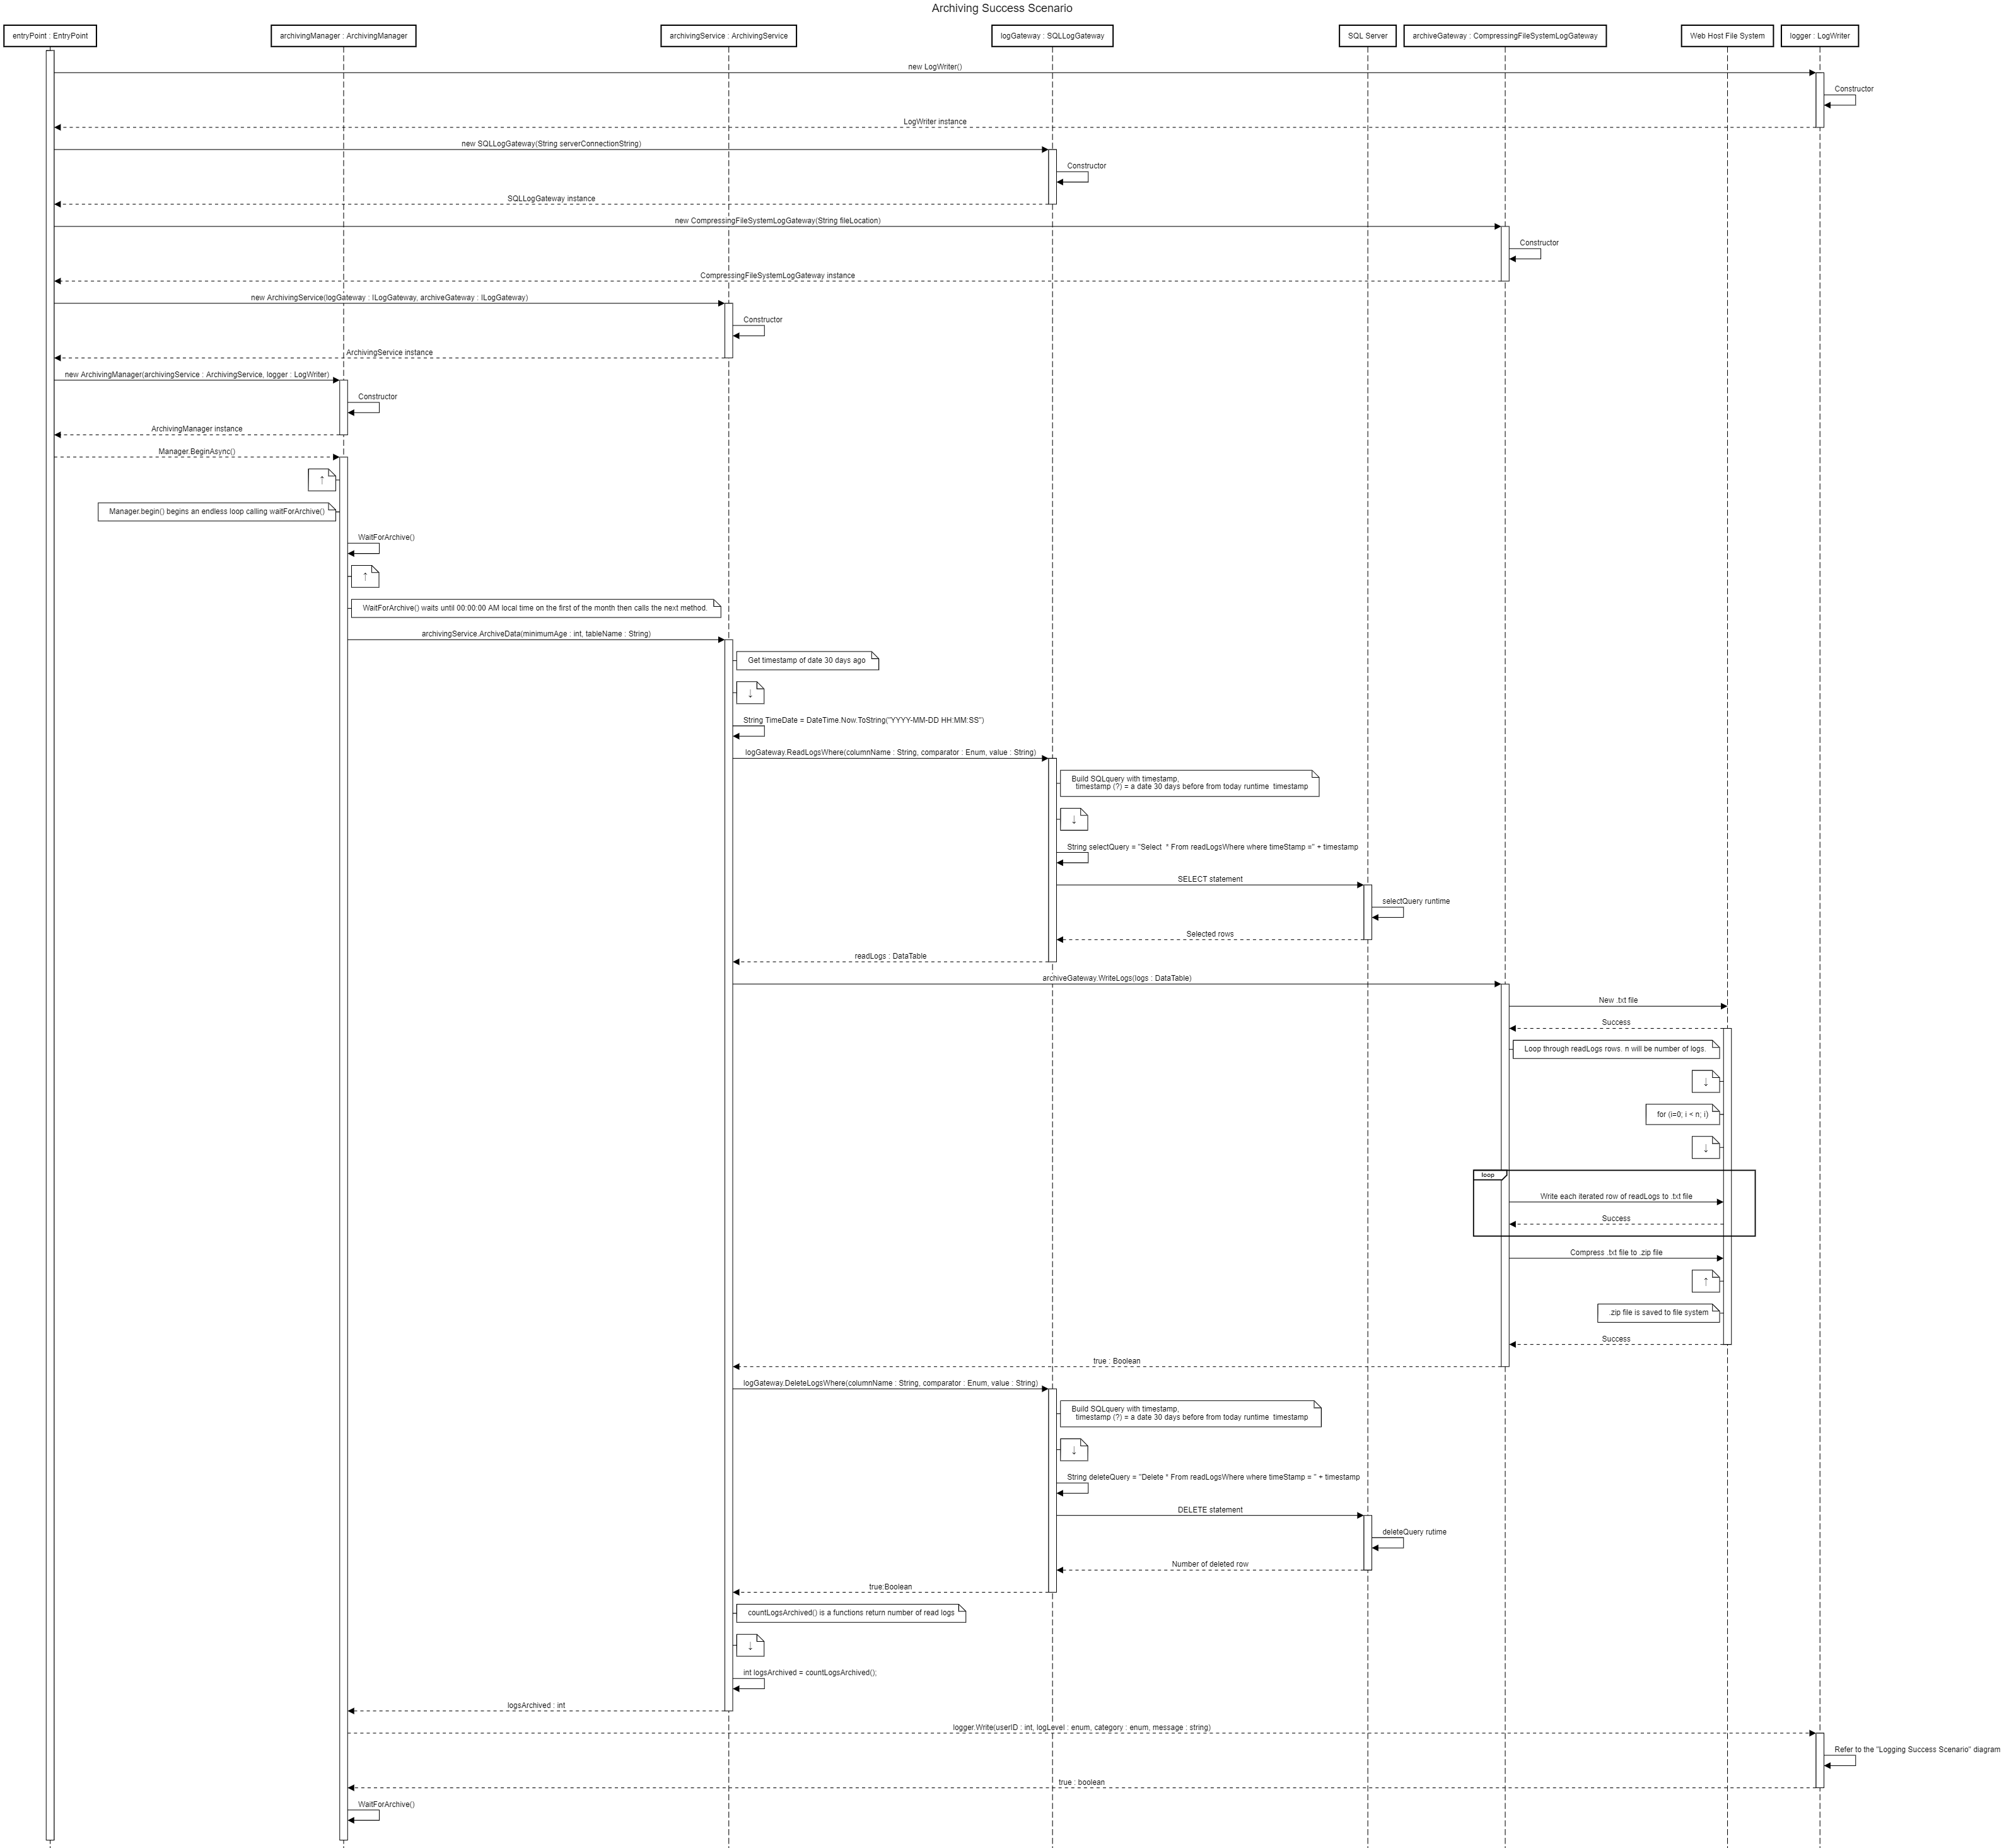 Archiving Success Scenario
entryPoint : EntryPoint
archivingManager : ArchivingManager
archivingService : ArchivingService
logGateway : SQLLogGateway
SQL Server
archiveGateway : CompressingFileSystemLogGateway
Web Host File System
logger : LogWriter
new LogWriter()
Constructor
LogWriter instance
new SQLLogGateway(String serverConnectionString)
Constructor
SQLLogGateway instance
new CompressingFileSystemLogGateway(String fileLocation)
Constructor
CompressingFileSystemLogGateway instance
new ArchivingService(logGateway : ILogGateway, archiveGateway : ILogGateway)
Constructor
ArchivingService instance
new ArchivingManager(archivingService : ArchivingService, logger : LogWriter)
Constructor
ArchivingManager instance
Manager.BeginAsync()
↑
Manager.begin() begins an endless loop calling waitForArchive()
WaitForArchive()
↑
WaitForArchive() waits until 00:00:00 AM local time on the first of the month then calls the next method.
archivingService.ArchiveData(minimumAge : int, tableName : String)
Get timestamp of date 30 days ago
↓
String TimeDate = DateTime.Now.ToString("YYYY-MM-DD HH:MM:SS")
logGateway.ReadLogsWhere(columnName : String, comparator : Enum, value : String)
Build SQLquery with timestamp,
timestamp (?) = a date 30 days before from today runtime  timestamp
↓
String selectQuery = "Select  * From readLogsWhere where timeStamp =" + timestamp
SELECT statement
selectQuery runtime
Selected rows
readLogs : DataTable
archiveGateway.WriteLogs(logs : DataTable)
New .txt file
Success
Loop through readLogs rows. n will be number of logs.
↓
for (i=0; i < n; i)
↓
loop
Write each iterated row of readLogs to .txt file
Success
Compress .txt file to .zip file
↑
.zip file is saved to file system
Success
true : Boolean
logGateway.DeleteLogsWhere(columnName : String, comparator : Enum, value : String)
Build SQLquery with timestamp,
timestamp (?) = a date 30 days before from today runtime  timestamp
↓
String deleteQuery = "Delete * From readLogsWhere where timeStamp = " + timestamp
DELETE statement
deleteQuery rutime
Number of deleted row
true:Boolean
countLogsArchived() is a functions return number of read logs
↓
int logsArchived = countLogsArchived();
logsArchived : int
logger.Write(userID : int, logLevel : enum, category : enum, message : string)
Refer to the "Logging Success Scenario" diagram
true : boolean
WaitForArchive()